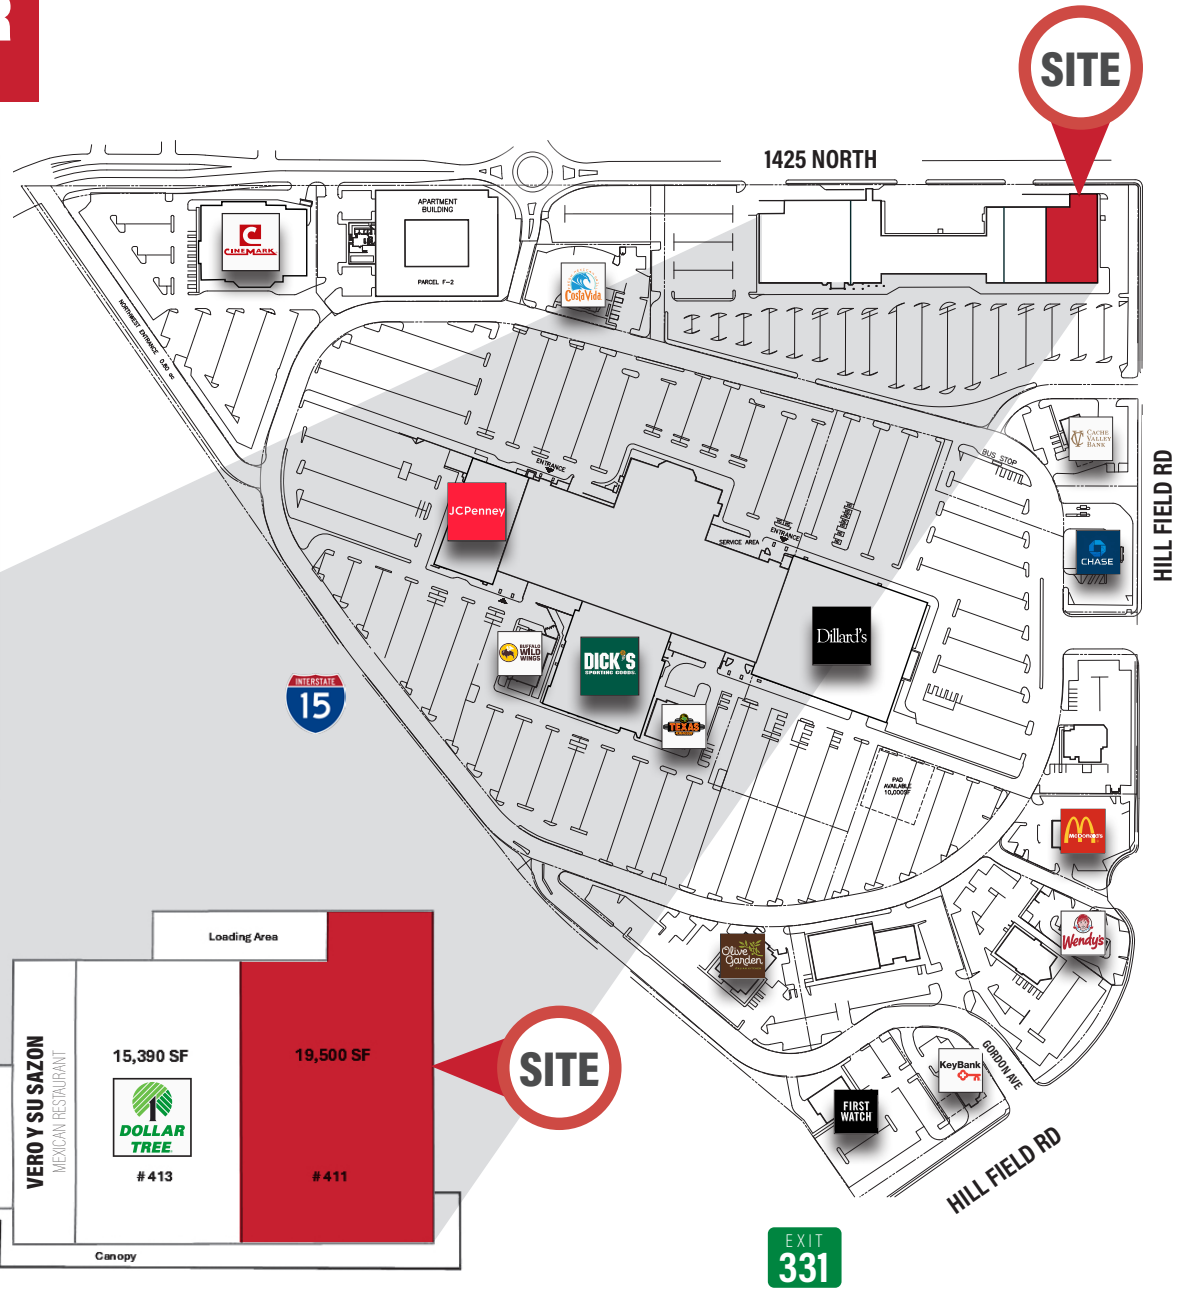 SITE
1425 NORTH
APARTMENT
BUILDING
PARCEL F-2
CINEMARK
Costa Vida
NORTHWEST ENTRANCE 0.80 ac
CACHE
VALLEY
BANK
BUS STOP
HILL FIELD RD
ENTRANCE
JCPenney
ENTRANCE
SERVICE AREA
CHASE
Dillard's
BUFFALO
WILD
WINGS
DICK'S
SPORTING GOODS
INTERSTATE
15
TEXAS
PAD
AVAILABLE
10,000SF
McDonald's
Wendy's
Olive
Garden
Loading Area
VERO Y SU SAZON
MEXICAN RESTAURANT
15,390 SF
DOLLAR
TREE
# 413
19,500 SF
# 411
SITE
Canopy
KeyBank
GORDON AVE
FIRST
WATCH
HILL FIELD RD
EXIT
331